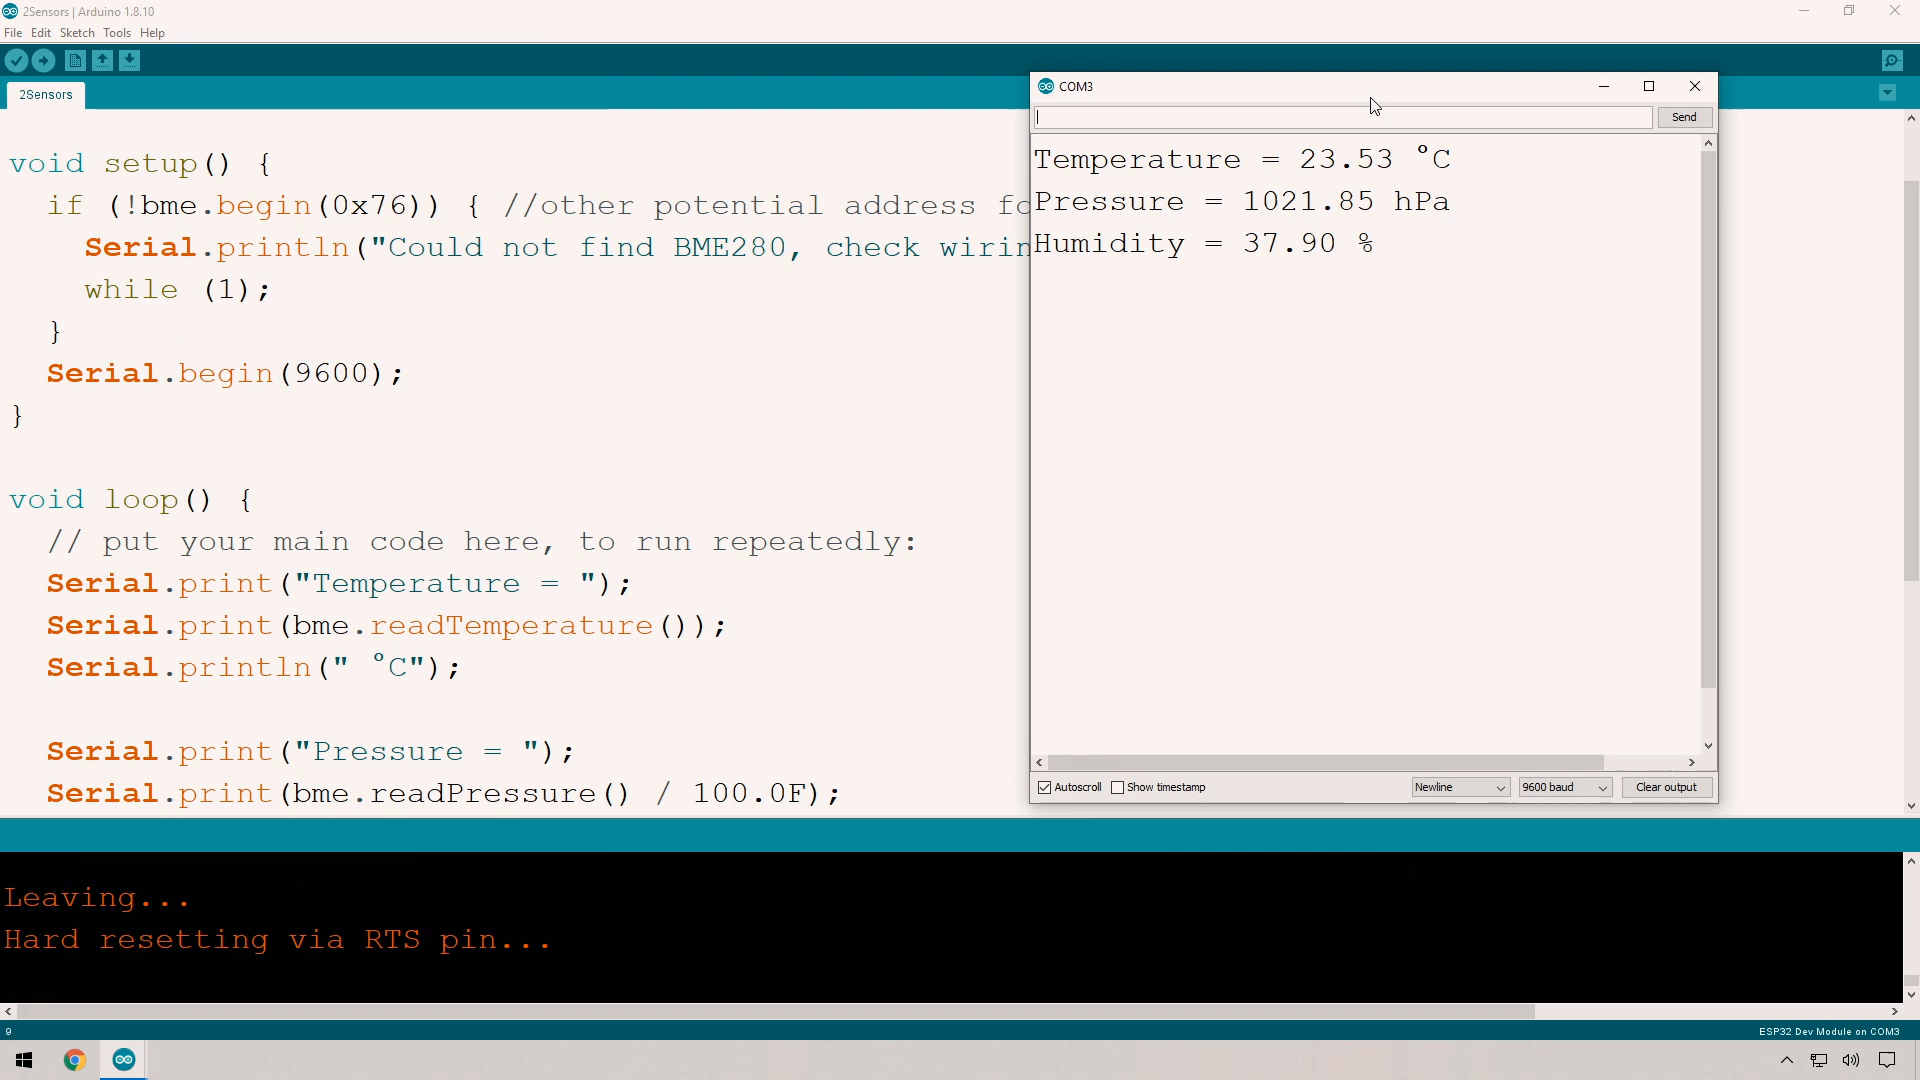 2Sensors | Arduino 1.8.10
File Edit Sketch Tools Help
2Sensors
void setup() {
if (!bme.begin(0x76)) { //other potential address fo
Serial.println("Could not find BME280, check wirin
while (1);
}
Serial.begin(9600);
}
void loop() {
// put your main code here, to run repeatedly:
Serial.print("Temperature = ");
Serial.print(bme.readTemperature());
Serial.println(" °C");
Serial.print("Pressure = ");
Serial.print(bme.readPressure() / 100.0F);
COM3
Send
Temperature = 23.53 °C
Pressure = 1021.85 hPa
Humidity = 37.90 %
Autoscroll Show timestamp Newline 9600 baud Clear output
Leaving...
Hard resetting via RTS pin...
9 ESP32 Dev Module on COM3